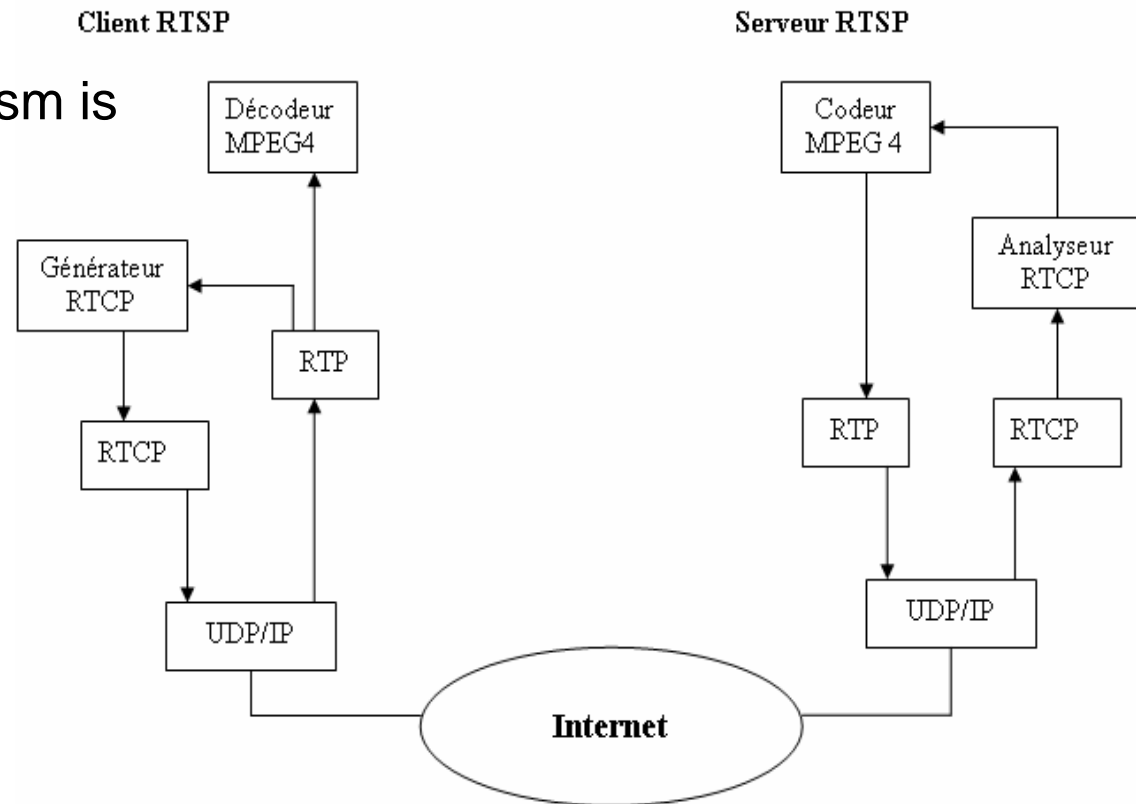 Client RTSP
Serveur RTSP
sm is
Décodeur
MPEG4
Codeur
MPEG 4
Générateur
RTCP
Analyseur
RTCP
RTP
RTCP
RTP
RTCP
UDP/IP
UDP/IP
Internet